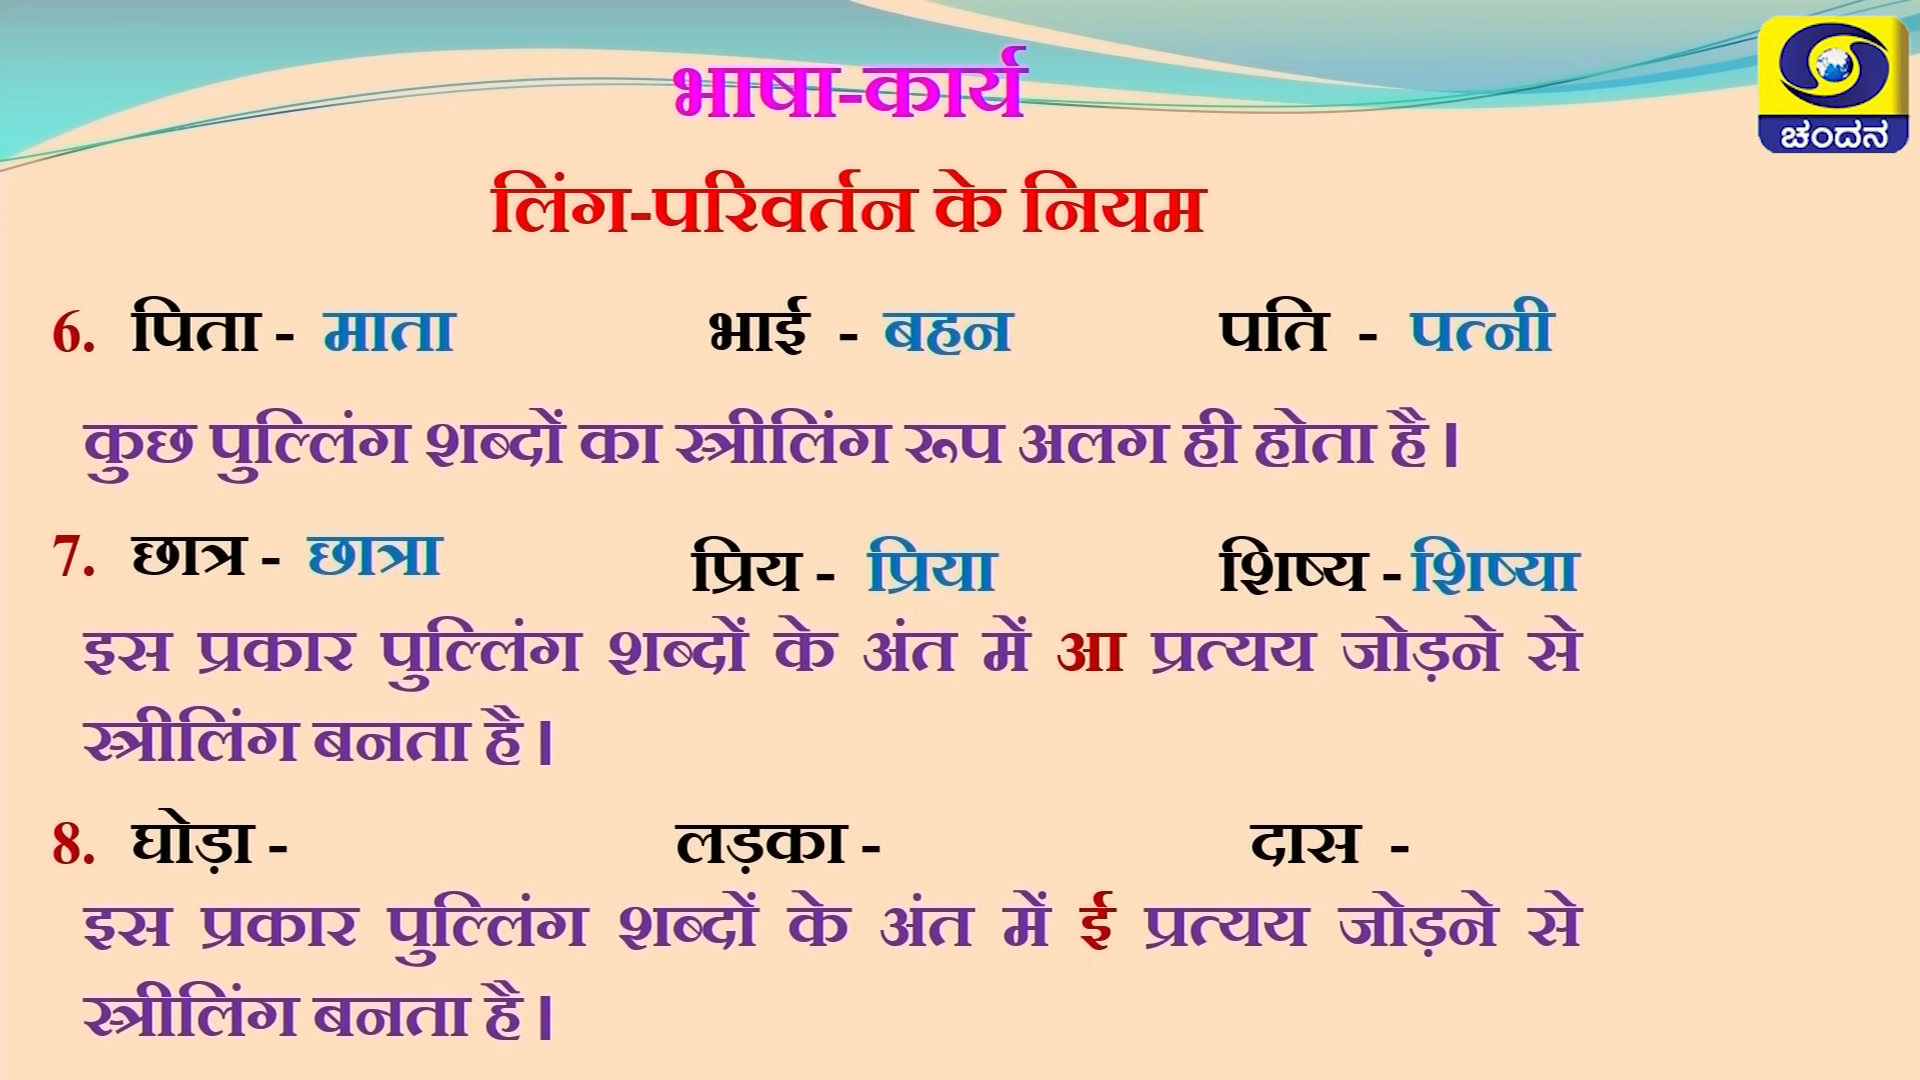 भाषा-कार्य
ಚಂದನ
लिंग-परिवर्तन के नियम
6. पिता - माता भाई - बहन पति - पत्नी
कुछ पुल्लिंग शब्दों का स्त्रीलिंग रूप अलग ही होता है।
7. छात्र - छात्रा प्रिय - प्रिया शिष्य - शिष्या
इस प्रकार पुल्लिंग शब्दों के अंत में आ प्रत्यय जोड़ने से
स्त्रीलिंग बनता है।
8. घोड़ा - लड़का - दास -
इस प्रकार पुल्लिंग शब्दों के अंत में ई प्रत्यय जोड़ने से
स्त्रीलिंग बनता है।